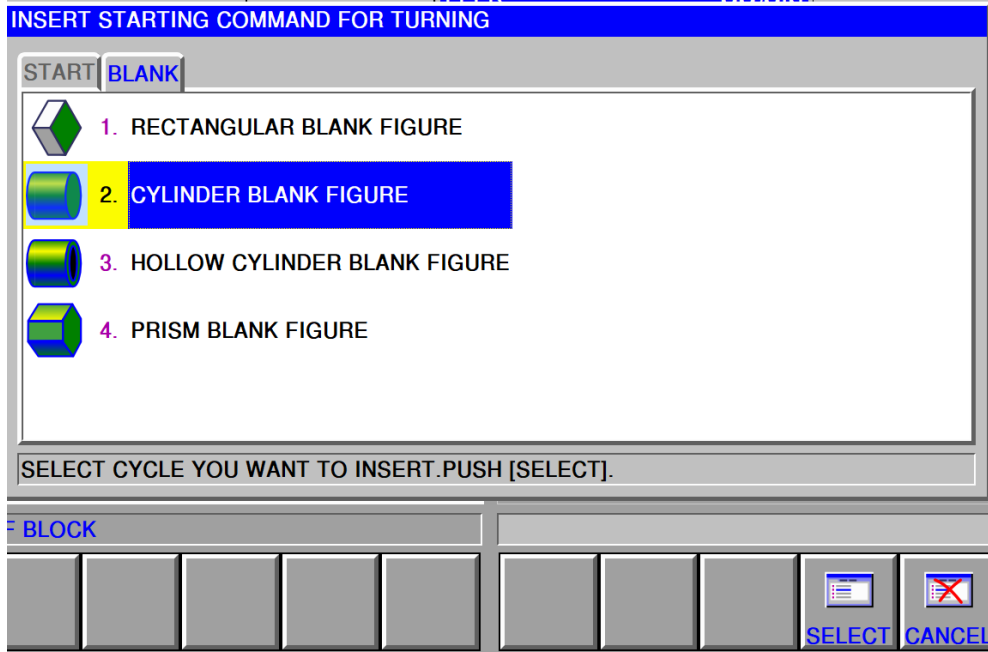 INSERT STARTING COMMAND FOR TURNING
START BLANK
1. RECTANGULAR BLANK FIGURE
2. CYLINDER BLANK FIGURE
3. HOLLOW CYLINDER BLANK FIGURE
4. PRISM BLANK FIGURE
SELECT CYCLE YOU WANT TO INSERT.PUSH [SELECT].
F BLOCK
SELECT CANCEL